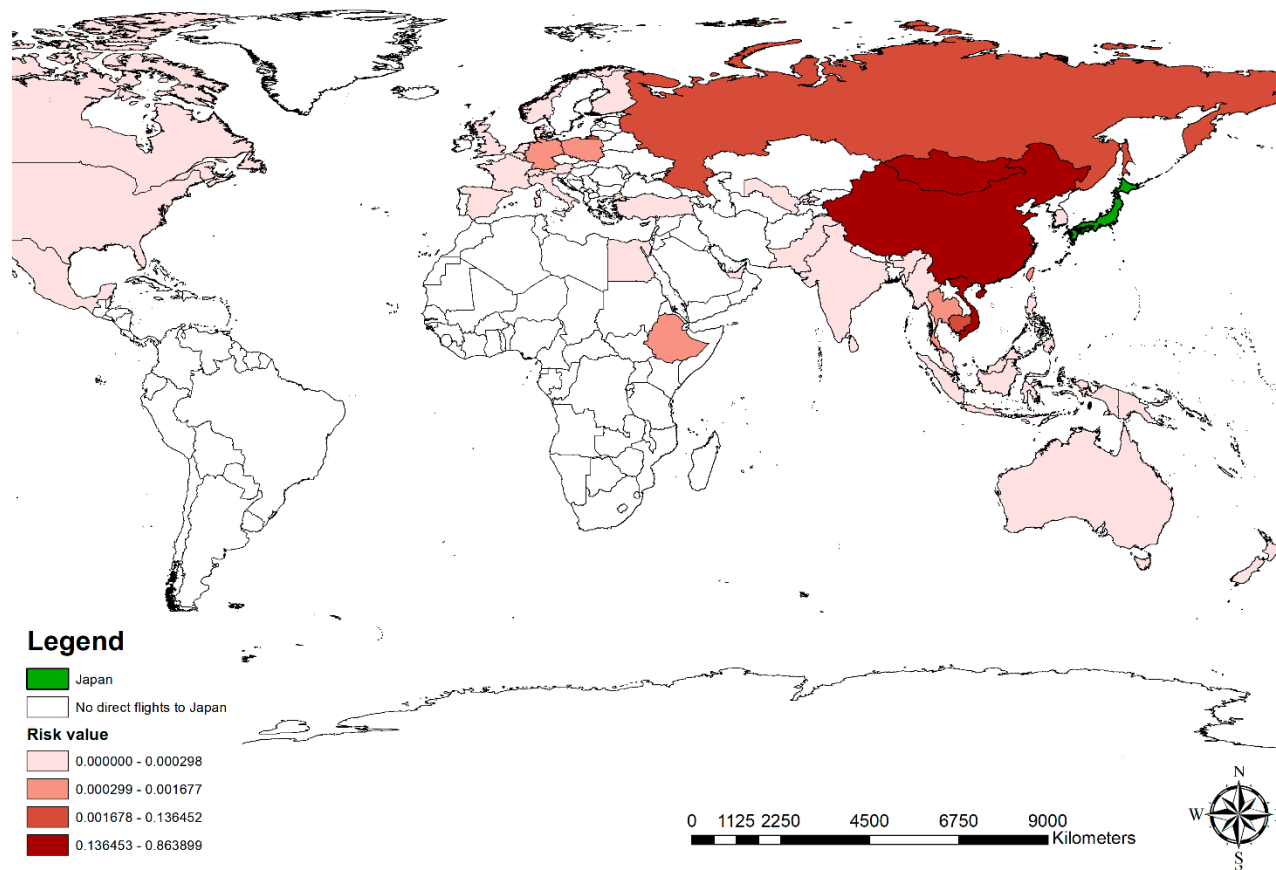 Legend
Japan
No direct flights to Japan
Risk value
0.000000 - 0.000298
0.000299 - 0.001677
0.001678 - 0.136452
0.136453 - 0.863899
0 1125 2250 4500 6750 9000
Kilometers
N
W
S